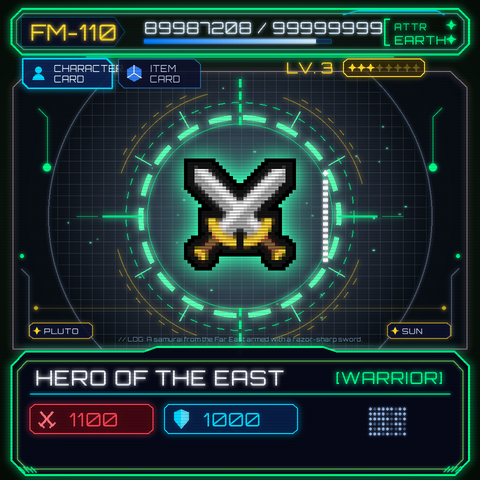 FM-110
89987208 / 99999999
ATTR
EARTH
CHARACTER
CARD
ITEM
CARD
LV. 3
PLUTO
SUN
// LOG: A samurai from the Far East armed with a razor-sharp sword.
HERO OF THE EAST
[WARRIOR]
1100
1000